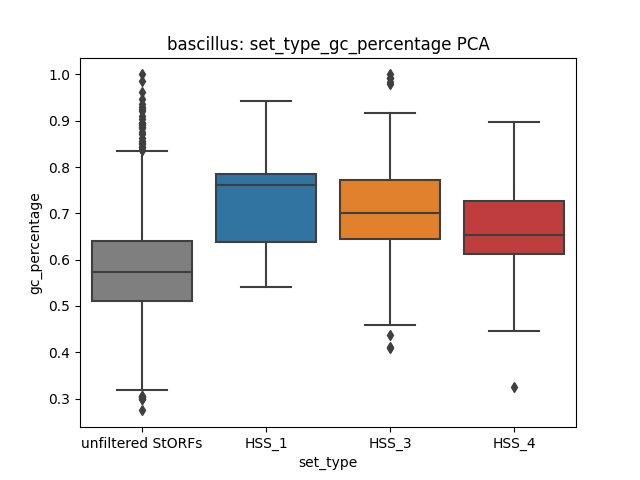 bascillus: set_type_gc_percentage PCA
gc_percentage
1.0
0.9
0.8
0.7
0.6
0.5
0.4
0.3
unfiltered StORFs HSS_1 HSS_3 HSS_4
set_type